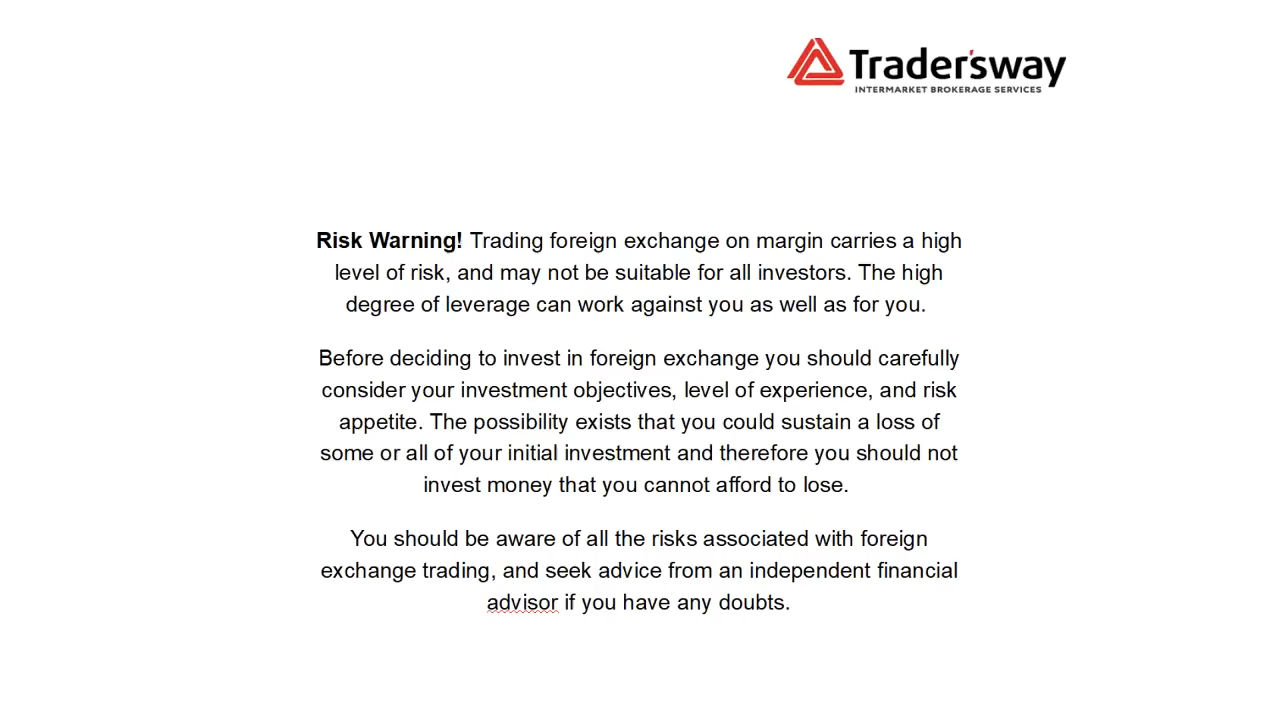 Trader'sway
INTERMARKET BROKERAGE SERVICES
Risk Warning! Trading foreign exchange on margin carries a high
level of risk, and may not be suitable for all investors. The high
degree of leverage can work against you as well as for you.
Before deciding to invest in foreign exchange you should carefully
consider your investment objectives, level of experience, and risk
appetite. The possibility exists that you could sustain a loss of
some or all of your initial investment and therefore you should not
invest money that you cannot afford to lose.
You should be aware of all the risks associated with foreign
exchange trading, and seek advice from an independent financial
advisor if you have any doubts.